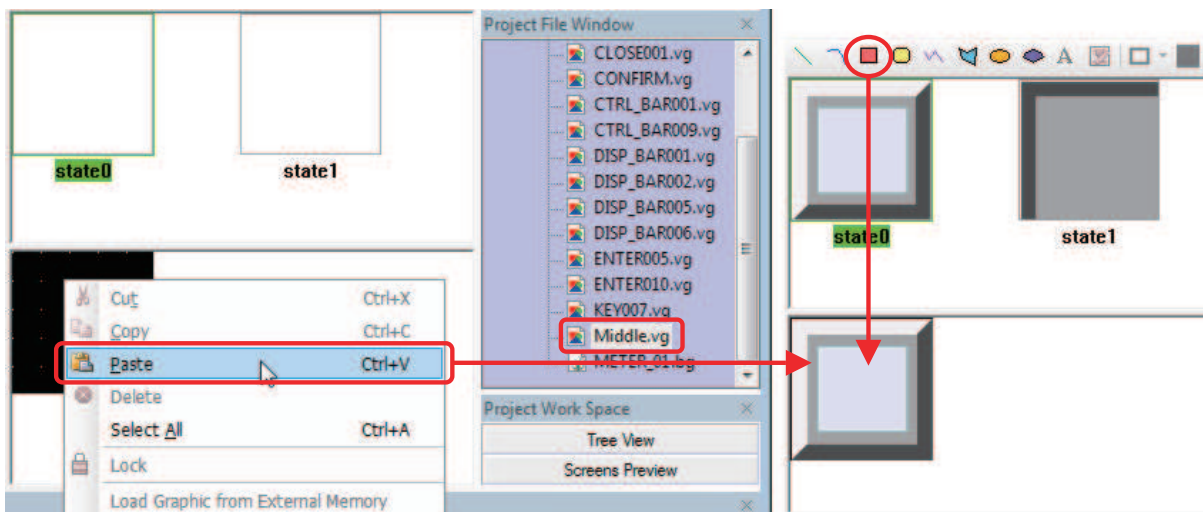 state0
state1
Cut Ctrl+X
Copy Ctrl+C
Paste Ctrl+V
Delete
Select All Ctrl+A
Lock
Load Graphic from External Memory
Project File Window
CLOSE001.vg
CONFIRM.vg
CTRL_BAR001.vg
CTRL_BAR009.vg
DISP_BAR001.vg
DISP_BAR002.vg
DISP_BAR005.vg
DISP_BAR006.vg
ENTER005.vg
ENTER010.vg
KEY007.vg
Middle.vg
METER_01.bg
Project Work Space
Tree View
Screens Preview
A
state0
state1